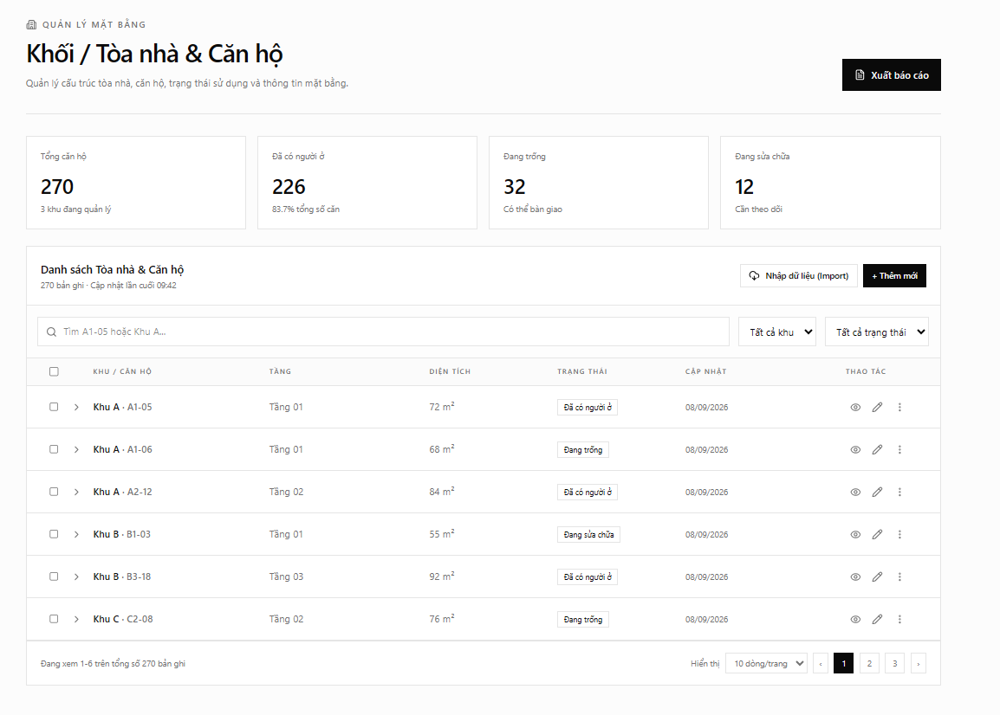 QUẢN LÝ MẶT BẰNG
Khối / Tòa nhà & Căn hộ
Quản lý cấu trúc tòa nhà, căn hộ, trạng thái sử dụng và thông tin mặt bằng.
Xuất báo cáo
Tổng căn hộ
270
3 khu đang quản lý
Đã có người ở
226
83.7% tổng số căn
Đang trống
32
Có thể bàn giao
Đang sửa chữa
12
Cần theo dõi
Danh sách Tòa nhà & Căn hộ
270 bản ghi · Cập nhật lần cuối 09:42
Nhập dữ liệu (Import)
+ Thêm mới
Tìm A1-05 hoặc Khu A...
Tất cả khu
Tất cả trạng thái
KHU / CĂN HỘ TẦNG DIỆN TÍCH TRẠNG THÁI CẬP NHẬT THAO TÁC
Khu A · A1-05 Tầng 01 72 m² Đã có người ở 08/09/2026
Khu A · A1-06 Tầng 01 68 m² Đang trống 08/09/2026
Khu A · A2-12 Tầng 02 84 m² Đã có người ở 08/09/2026
Khu B · B1-03 Tầng 01 55 m² Đang sửa chữa 08/09/2026
Khu B · B3-18 Tầng 03 92 m² Đã có người ở 08/09/2026
Khu C · C2-08 Tầng 02 76 m² Đang trống 08/09/2026
Đang xem 1-6 trên tổng số 270 bản ghi
Hiển thị 10 dòng/trang ‹ 1 2 3 ›